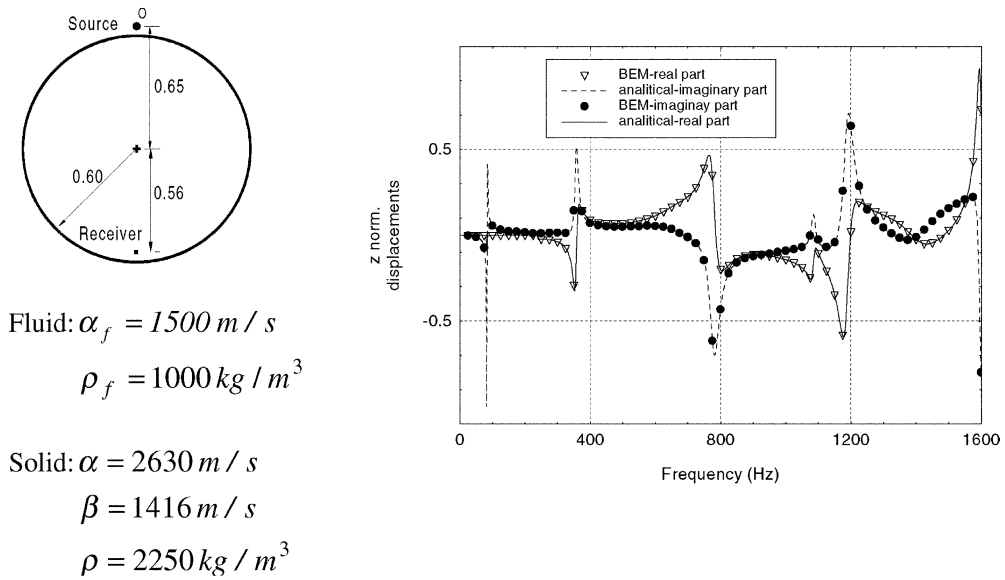 O
Source
0.65
0.60
0.56
Receiver
Fluid: α_f = 1500 m / s
ρ_f = 1000 kg / m³
Solid: α = 2630 m / s
β = 1416 m / s
ρ = 2250 kg / m³
BEM-real part
analitical-imaginary part
BEM-imaginay part
analitical-real part
z norm.
displacements
0.5
-0.5
0 400 800 1200 1600
Frequency (Hz)